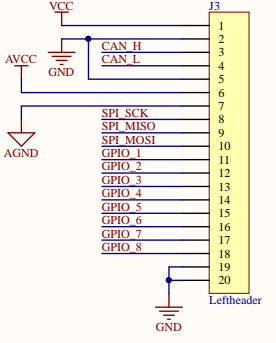 VCC
J3
1
2
CAN_H
3
AVCC
GND
CAN_L
4
5
6
7
SPI_SCK
8
SPI_MISO
9
AGND
SPI_MOSI
10
GPIO_1
11
GPIO_2
12
GPIO_3
13
GPIO_4
14
GPIO_5
15
GPIO_6
16
GPIO_7
17
GPIO_8
18
19
20
Leftheader
GND